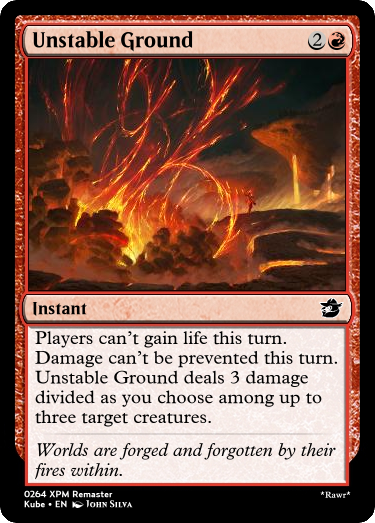 Unstable Ground 2
Instant
Players can't gain life this turn.
Damage can't be prevented this turn.
Unstable Ground deals 3 damage
divided as you choose among up to
three target creatures.
Worlds are forged and forgotten by their
fires within.
0264 XPM Remaster *Rawr*
Kube • EN John Silva